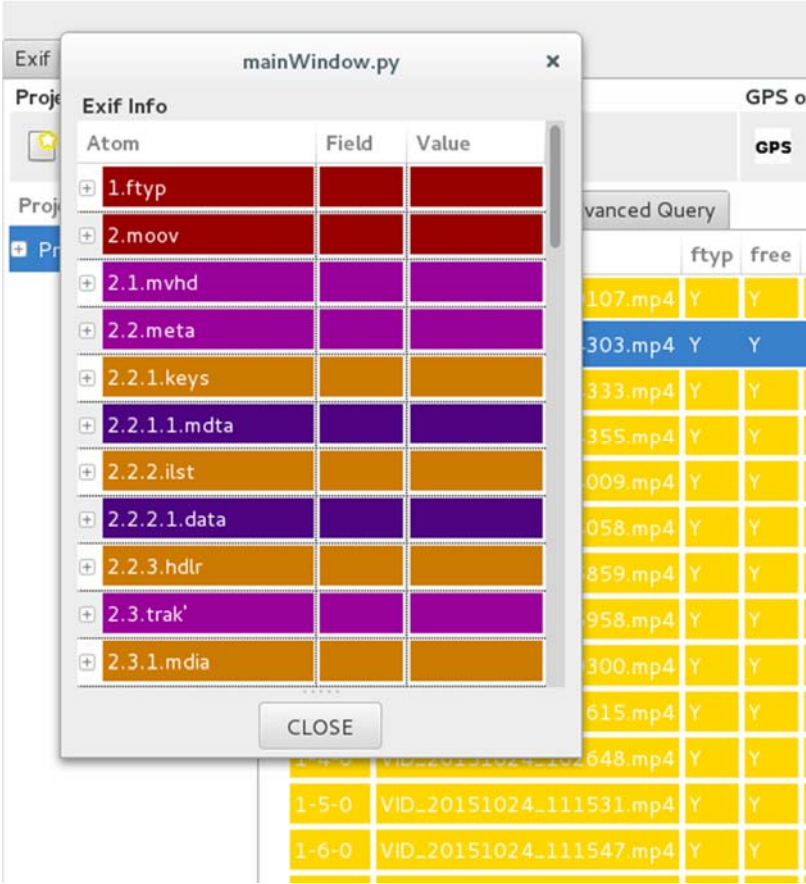 mainWindow.py ×
Exif
Proje
GPS o
GPS
Exif Info
Atom Field Value
1.ftyp
2.moov
2.1.mvhd
2.2.meta
2.2.1.keys
2.2.1.1.mdta
2.2.2.ilst
2.2.2.1.data
2.2.3.hdlr
2.3.trak'
2.3.1.mdia
CLOSE
Proj
Pr
vanced Query
ftyp free
107.mp4 Y Y
303.mp4 Y Y
333.mp4 Y Y
355.mp4 Y Y
009.mp4 Y Y
058.mp4 Y Y
859.mp4 Y Y
958.mp4 Y Y
300.mp4 Y Y
615.mp4 Y Y
1-4-0 VID_20151024_102648.mp4 Y Y
1-5-0 VID_20151024_111531.mp4 Y Y
1-6-0 VID_20151024_111547.mp4 Y Y